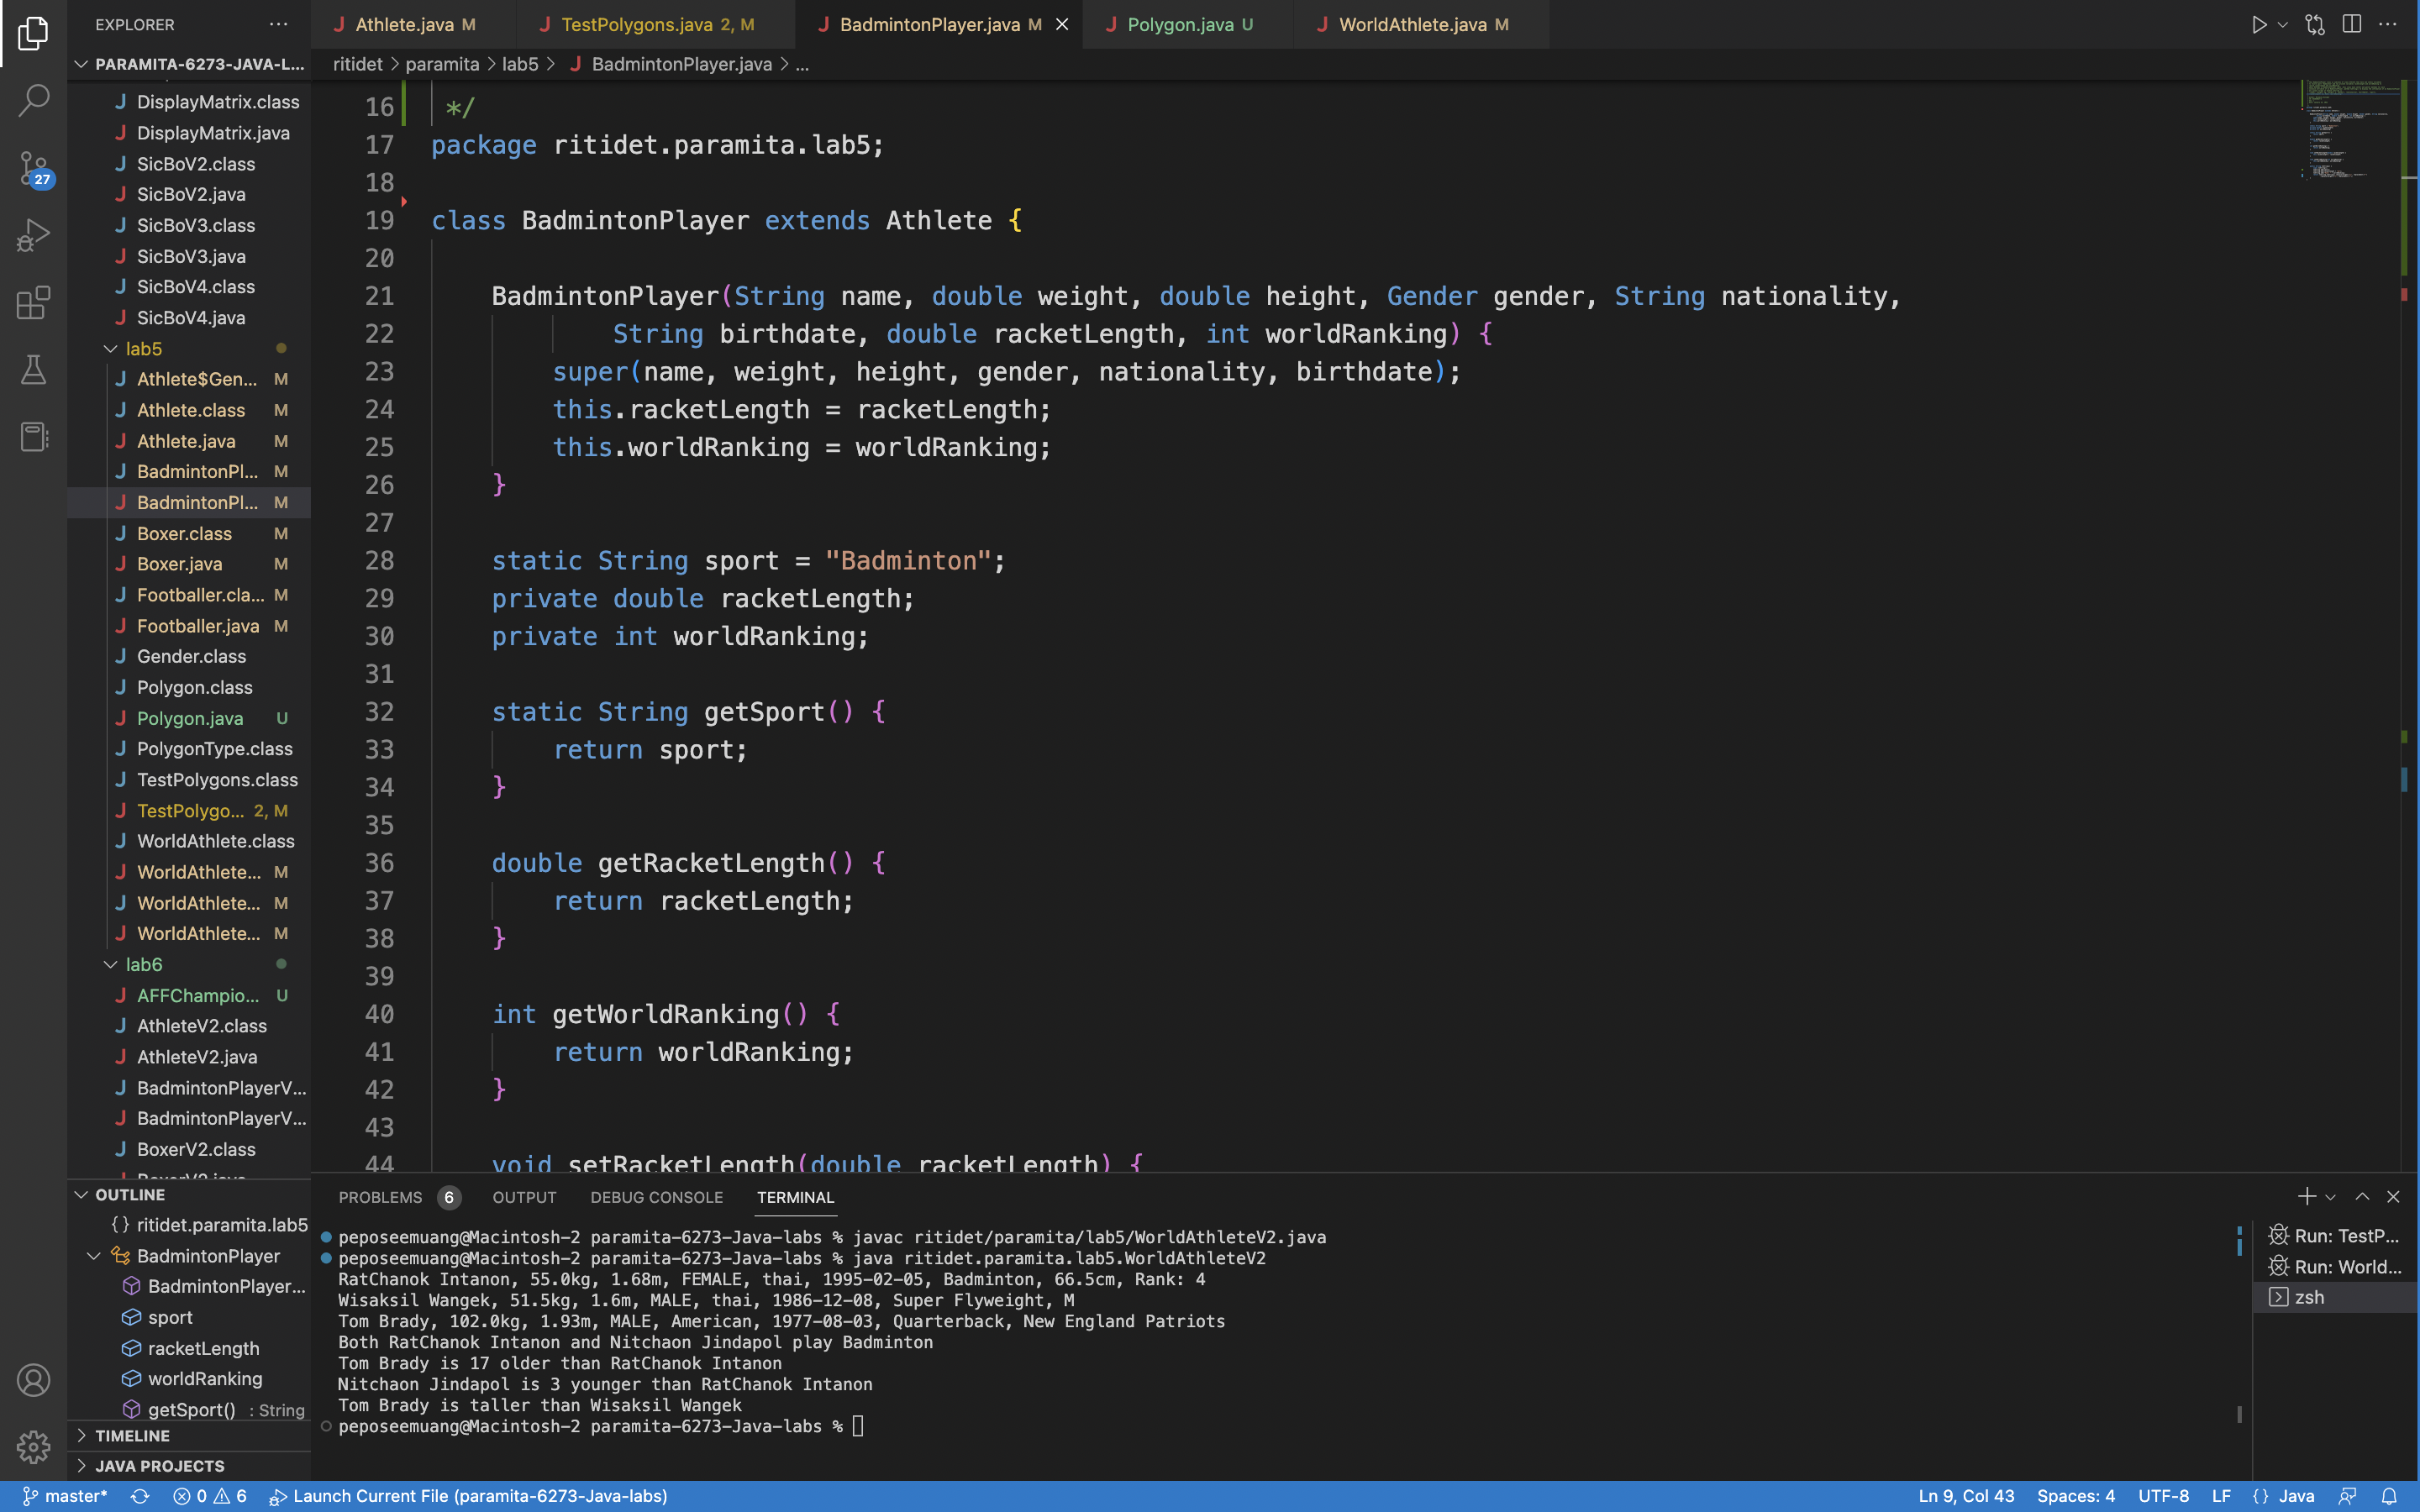 EXPLORER
PARAMITA-6273-JAVA-L...
DisplayMatrix.class
DisplayMatrix.java
SicBoV2.class
SicBoV2.java
SicBoV3.class
SicBoV3.java
SicBoV4.class
SicBoV4.java
lab5
Athlete$Gen... M
Athlete.class M
Athlete.java M
BadmintonPl... M
BadmintonPl... M
Boxer.class M
Boxer.java M
Footballer.cla... M
Footballer.java M
Gender.class
Polygon.class
Polygon.java U
PolygonType.class
TestPolygons.class
TestPolygo... 2, M
WorldAthlete.class
WorldAthlete... M
WorldAthlete... M
WorldAthlete... M
lab6
AFFChampio... U
AthleteV2.class
AthleteV2.java
BadmintonPlayerV...
BadmintonPlayerV...
BoxerV2.class
BoxerV2.java
27
OUTLINE
{} ritidet.paramita.lab5
BadmintonPlayer
BadmintonPlayer...
sport
racketLength
worldRanking
getSport() : String
TIMELINE
JAVA PROJECTS
Athlete.java M
TestPolygons.java 2, M
BadmintonPlayer.java M
Polygon.java U
WorldAthlete.java M
ritidet > paramita > lab5 > BadmintonPlayer.java > ...
16 */
17 package ritidet.paramita.lab5;
18
19 class BadmintonPlayer extends Athlete {
20
21 BadmintonPlayer(String name, double weight, double height, Gender gender, String nationality,
22 String birthdate, double racketLength, int worldRanking) {
23 super(name, weight, height, gender, nationality, birthdate);
24 this.racketLength = racketLength;
25 this.worldRanking = worldRanking;
26 }
27
28 static String sport = "Badminton";
29 private double racketLength;
30 private int worldRanking;
31
32 static String getSport() {
33 return sport;
34 }
35
36 double getRacketLength() {
37 return racketLength;
38 }
39
40 int getWorldRanking() {
41 return worldRanking;
42 }
43
44 void setRacketLength(double racketLength) {
PROBLEMS 6 OUTPUT DEBUG CONSOLE TERMINAL
peposeemuang@Macintosh-2 paramita-6273-Java-labs % javac ritidet/paramita/lab5/WorldAthleteV2.java
peposeemuang@Macintosh-2 paramita-6273-Java-labs % java ritidet.paramita.lab5.WorldAthleteV2
RatChanok Intanon, 55.0kg, 1.68m, FEMALE, thai, 1995-02-05, Badminton, 66.5cm, Rank: 4
Wisaksil Wangek, 51.5kg, 1.6m, MALE, thai, 1986-12-08, Super Flyweight, M
Tom Brady, 102.0kg, 1.93m, MALE, American, 1977-08-03, Quarterback, New England Patriots
Both RatChanok Intanon and Nitchaon Jindapol play Badminton
Tom Brady is 17 older than RatChanok Intanon
Nitchaon Jindapol is 3 younger than RatChanok Intanon
Tom Brady is taller than Wisaksil Wangek
peposeemuang@Macintosh-2 paramita-6273-Java-labs %
Run: TestP...
Run: World...
zsh
master* 0 6 Launch Current File (paramita-6273-Java-labs)
Ln 9, Col 43 Spaces: 4 UTF-8 LF {} Java